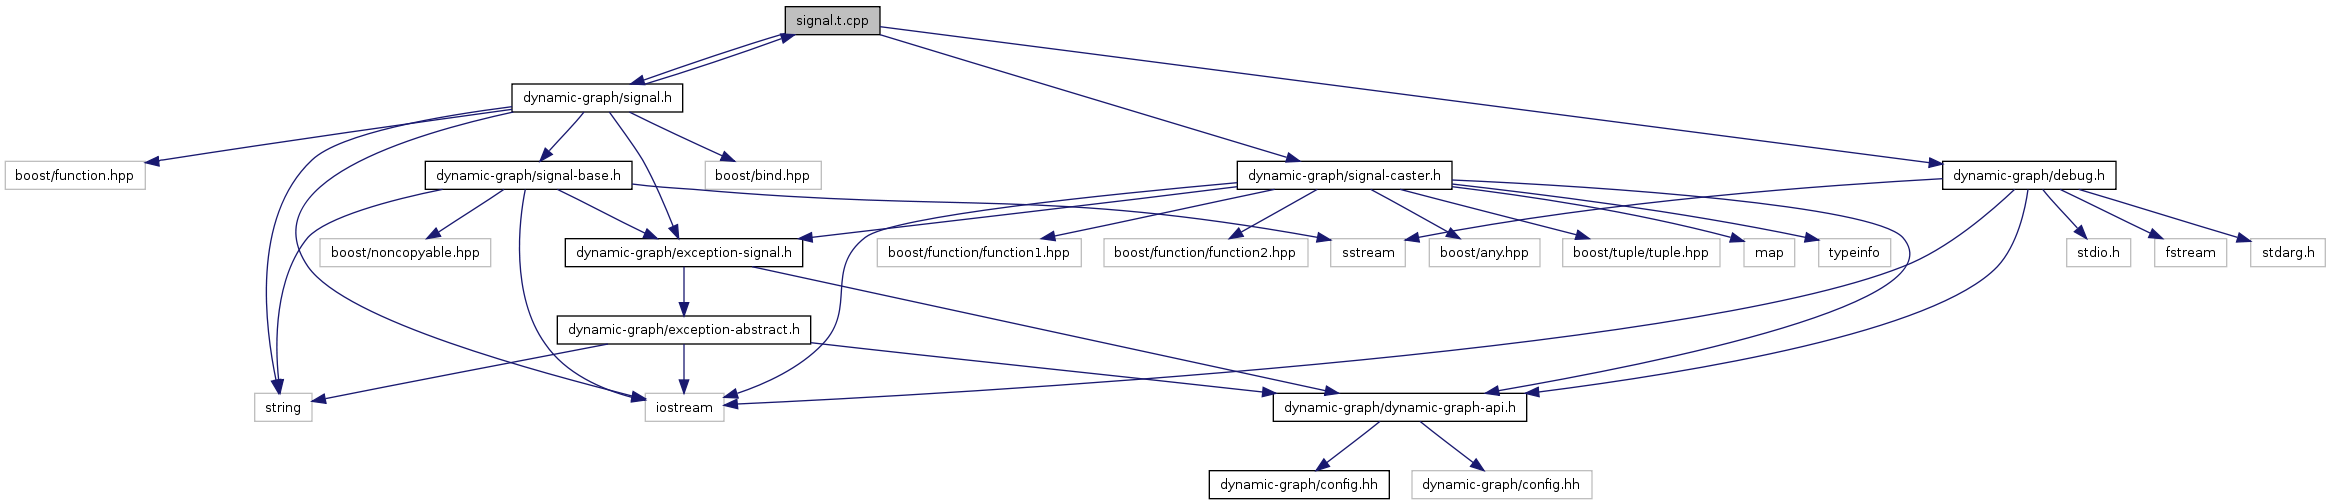 signal.t.cpp
dynamic-graph/signal.h
boost/function.hpp
dynamic-graph/signal-base.h
boost/bind.hpp
dynamic-graph/signal-caster.h
dynamic-graph/debug.h
boost/noncopyable.hpp
dynamic-graph/exception-signal.h
boost/function/function1.hpp
boost/function/function2.hpp
sstream
boost/any.hpp
boost/tuple/tuple.hpp
map
typeinfo
stdio.h
fstream
stdarg.h
dynamic-graph/exception-abstract.h
string
iostream
dynamic-graph/dynamic-graph-api.h
dynamic-graph/config.hh
dynamic-graph/config.hh